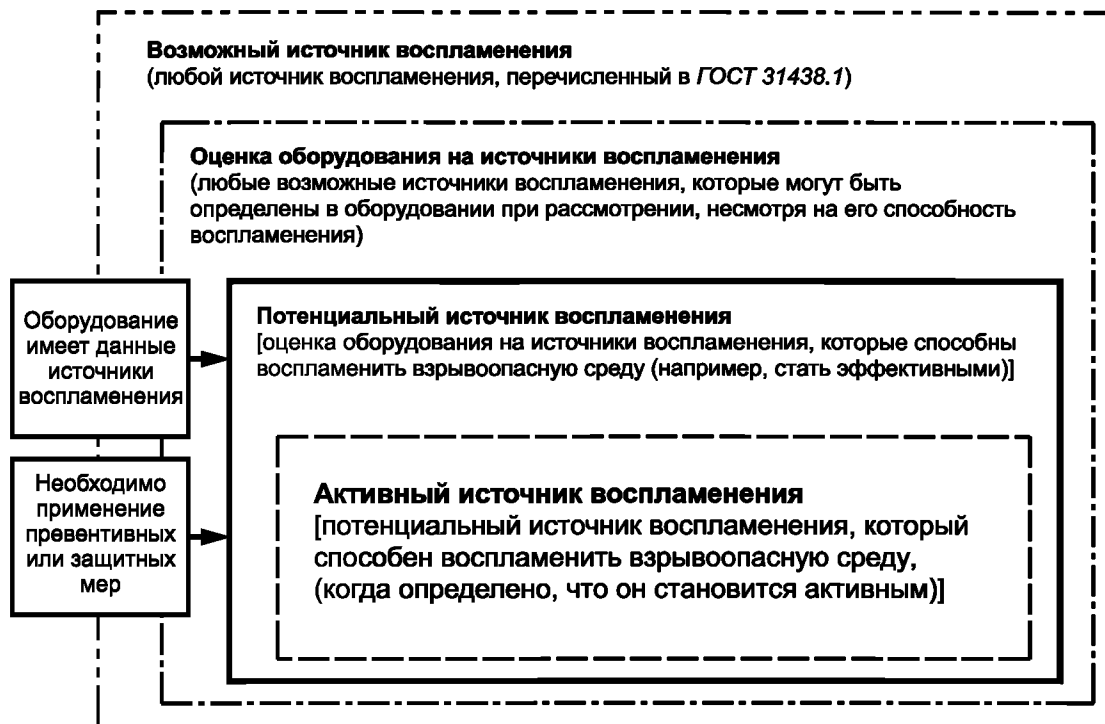 Возможный источник воспламенения
(любой источник воспламенения, перечисленный в ГОСТ 31438.1)
Оценка оборудования на источники воспламенения
(любые возможные источники воспламенения, которые могут быть
определены в оборудовании при рассмотрении, несмотря на его способность
воспламенения)
Оборудование
имеет данные
источники
воспламенения
Потенциальный источник воспламенения
[оценка оборудования на источники воспламенения, которые способны
воспламенить взрывоопасную среду (например, стать эффективными)]
Необходимо
применение
превентивных
или защитных
мер
Активный источник воспламенения
[потенциальный источник воспламенения, который
способен воспламенить взрывоопасную среду,
(когда определено, что он становится активным)]